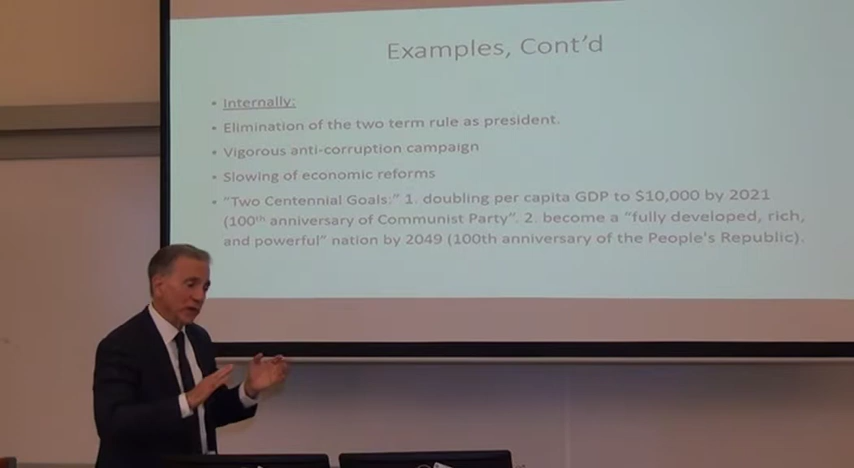 Examples, Cont'd
• Internally:
• Elimination of the two term rule as president.
• Vigorous anti-corruption campaign
• Slowing of economic reforms
• "Two Centennial Goals:" 1. doubling per capita GDP to $10,000 by 2021
(100th anniversary of Communist Party". 2. become a "fully developed, rich,
and powerful" nation by 2049 (100th anniversary of the People's Republic).